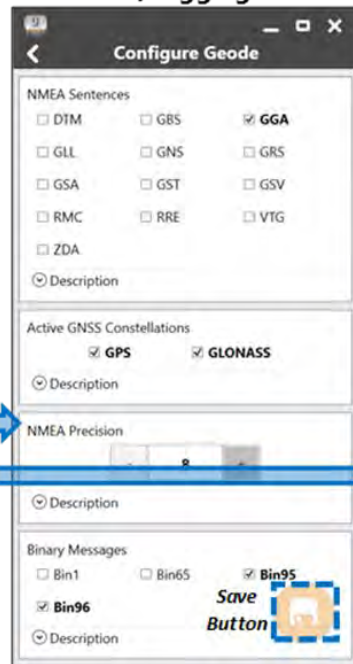 Configure Geode
NMEA Sentences
DTM GBS GGA
GLL GNS GRS
GSA GST GSV
RMC RRE VTG
ZDA
Description
Active GNSS Constellations
GPS GLONASS
Description
NMEA Precision
- 8 +
Description
Binary Messages
Bin1 Bin65 Bin95
Bin96
Save
Button
Description